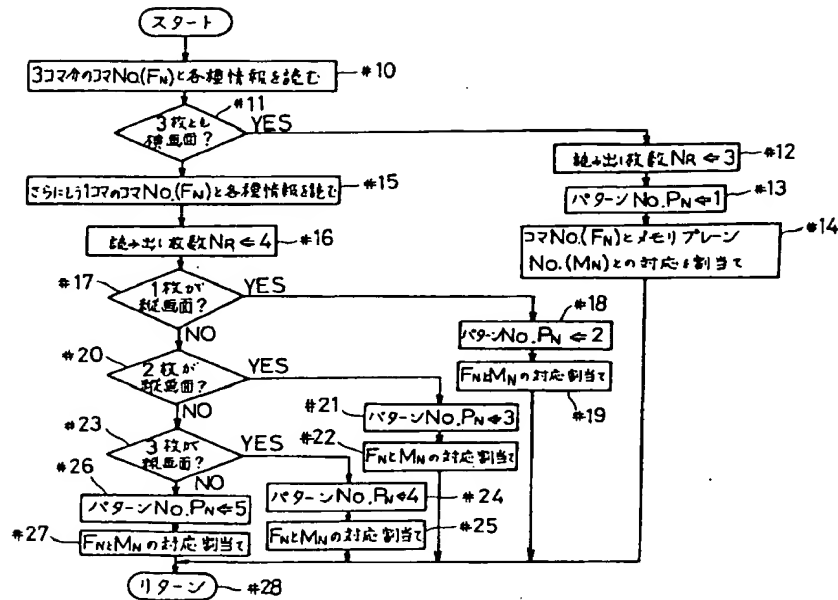 スタート
3コマ分のコマNo.(FN)と各種情報を読む
#10
#11
3枚とも
横画面?
YES
#12
読み出し枚数NR⇐3
#13
パターンNo.PN⇐1
#14
コマNo.(FN)とメモリプレーン
No.(MN)との対応を割当て
さらにもう1コマのコマNo.(FN)と各種情報を読む
#15
読み出し枚数NR⇐4
#16
#17
1枚が
縦画面?
YES
NO
#18
パターンNo.PN⇐2
FNとMNの対応割当て
#19
#20
2枚が
縦画面?
YES
NO
#21
パターンNo.PN⇐3
#22
FNとMNの対応割当て
#23
3枚が
縦画面?
YES
NO
パターンNo.PN⇐4
#24
FNとMNの対応割当て
#25
#26
パターンNo.PN⇐5
#27
FNとMNの対応割当て
リターン
#28